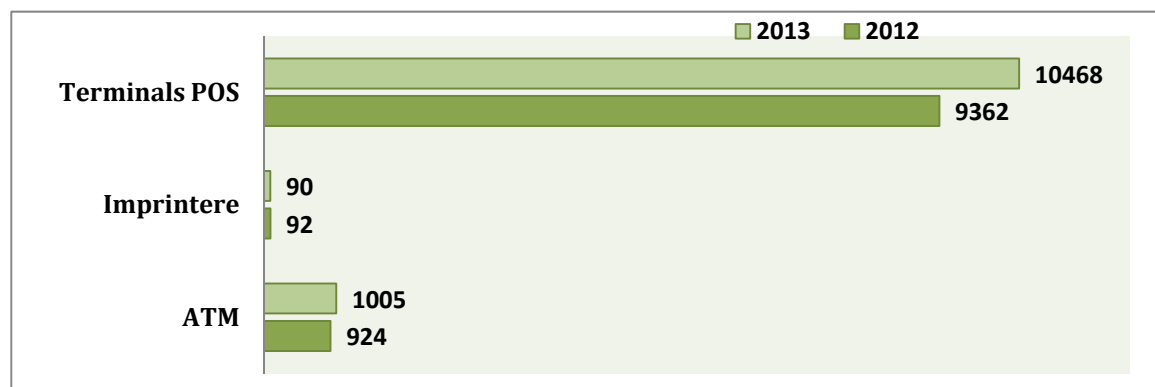 2013 2012
Terminals POS
10468
9362
Imprintere
90
92
ATM
1005
924